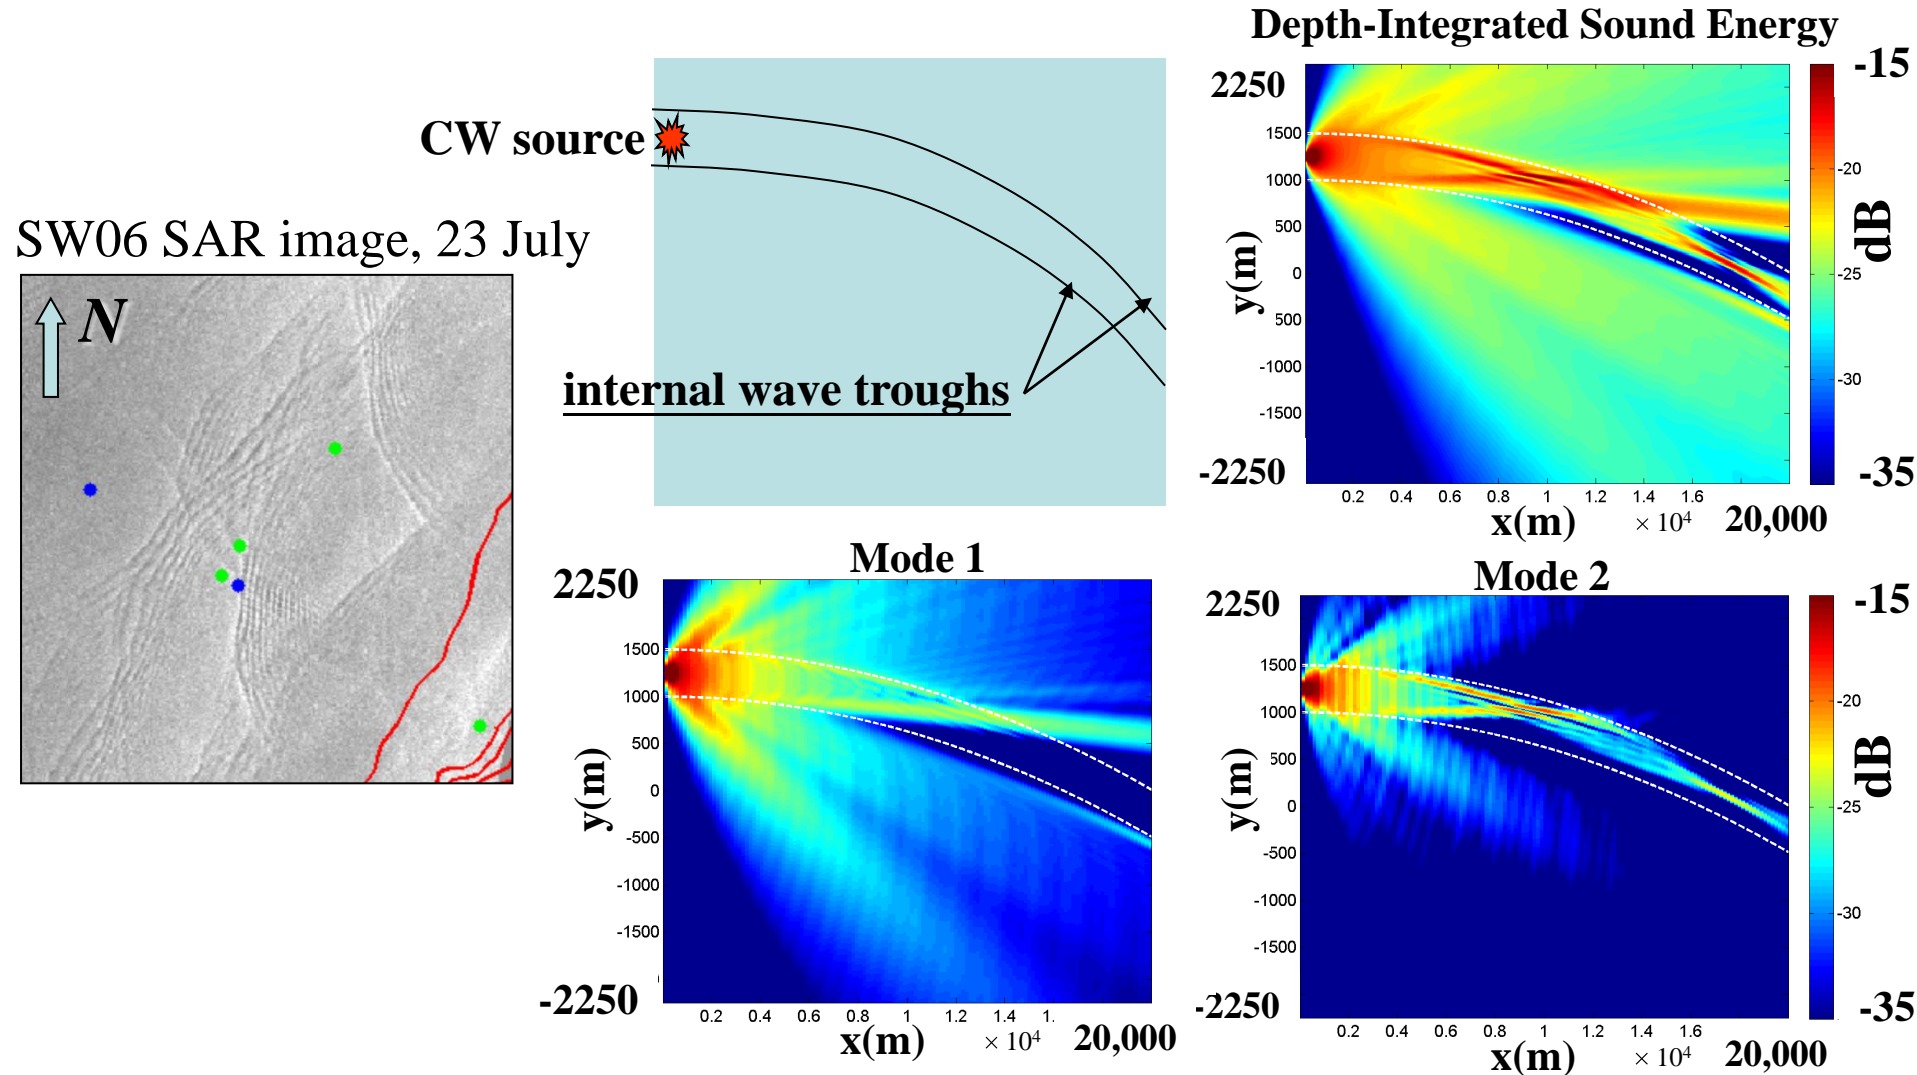 Depth-Integrated Sound Energy
2250
1500
1000
500
0
500
-1000
-1500
-2250
y(m)
0.2 0.4 0.6 0.8 1 1.2 1.4 1.6
x(m) × 10⁴ 20,000
-15
-20
-25
-30
-35
dB
CW source
internal wave troughs
SW06 SAR image, 23 July
N
Mode 1
2250
1500
1000
500
0
-500
-1000
-1500
-2250
y(m)
0.2 0.4 0.6 0.8 1 1.2 1.4 1.
x(m) × 10⁴ 20,000
Mode 2
2250
1500
1000
500
0
-500
-1000
-1500
-2250
y(m)
0.2 0.4 0.6 0.8 1 1.2 1.4 1.6
x(m) × 10⁴ 20,000
-15
-20
-25
-30
-35
dB